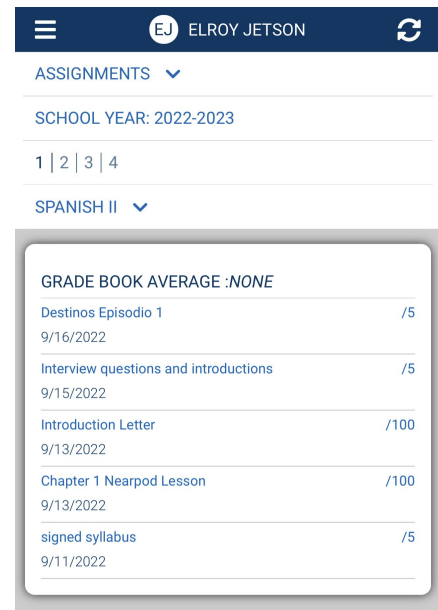 EJ ELROY JETSON
ASSIGNMENTS
SCHOOL YEAR: 2022-2023
1 | 2 | 3 | 4
SPANISH II
GRADE BOOK AVERAGE :NONE
Destinos Episodio 1 /5
9/16/2022
Interview questions and introductions /5
9/15/2022
Introduction Letter /100
9/13/2022
Chapter 1 Nearpod Lesson /100
9/13/2022
signed syllabus /5
9/11/2022